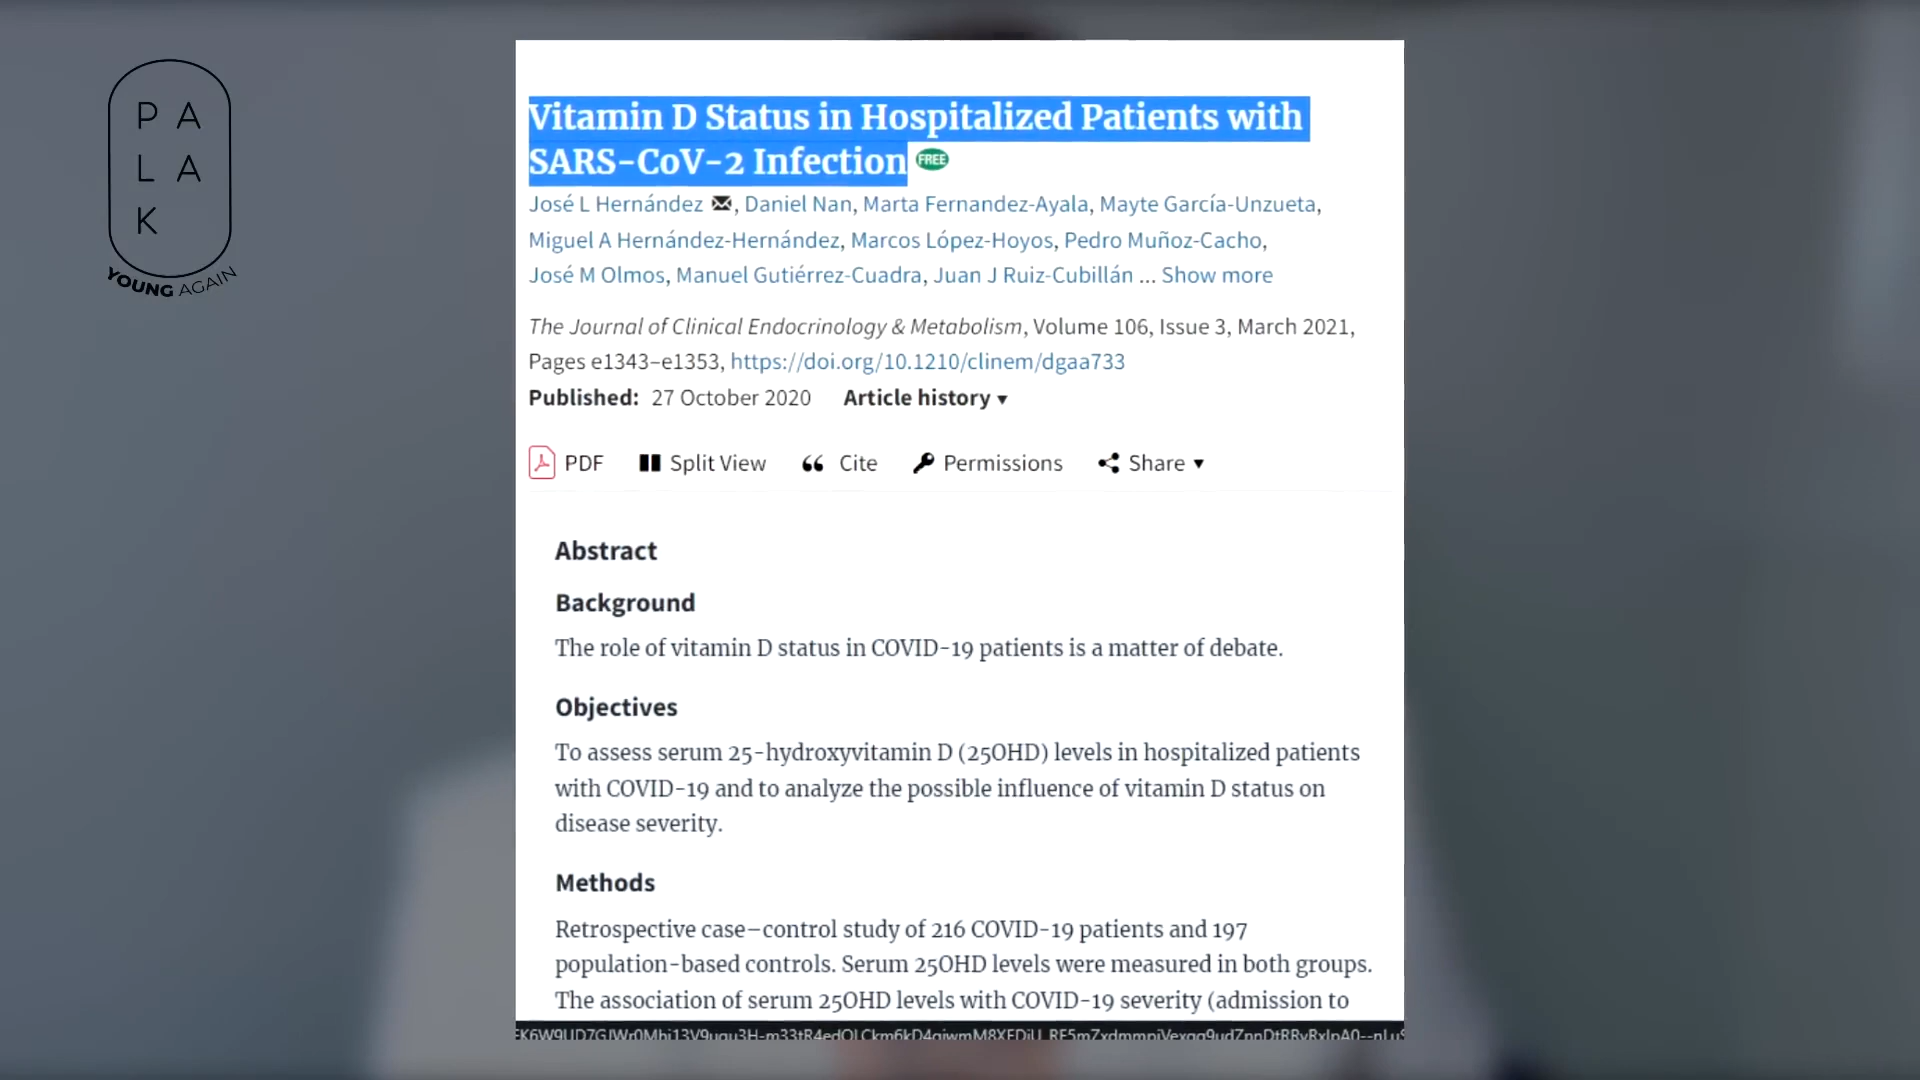 P A
L A
K
YOUNG AGAIN
Vitamin D Status in Hospitalized Patients with
SARS-CoV-2 Infection FREE
José L Hernández, Daniel Nan, Marta Fernandez-Ayala, Mayte García-Unzueta,
Miguel A Hernández-Hernández, Marcos López-Hoyos, Pedro Muñoz-Cacho,
José M Olmos, Manuel Gutiérrez-Cuadra, Juan J Ruiz-Cubillán ... Show more
The Journal of Clinical Endocrinology & Metabolism, Volume 106, Issue 3, March 2021,
Pages e1343–e1353, https://doi.org/10.1210/clinem/dgaa733
Published: 27 October 2020 Article history ▾
PDF Split View Cite Permissions Share ▾
Abstract
Background
The role of vitamin D status in COVID-19 patients is a matter of debate.
Objectives
To assess serum 25-hydroxyvitamin D (25OHD) levels in hospitalized patients
with COVID-19 and to analyze the possible influence of vitamin D status on
disease severity.
Methods
Retrospective case–control study of 216 COVID-19 patients and 197
population-based controls. Serum 25OHD levels were measured in both groups.
The association of serum 25OHD levels with COVID-19 severity (admission to